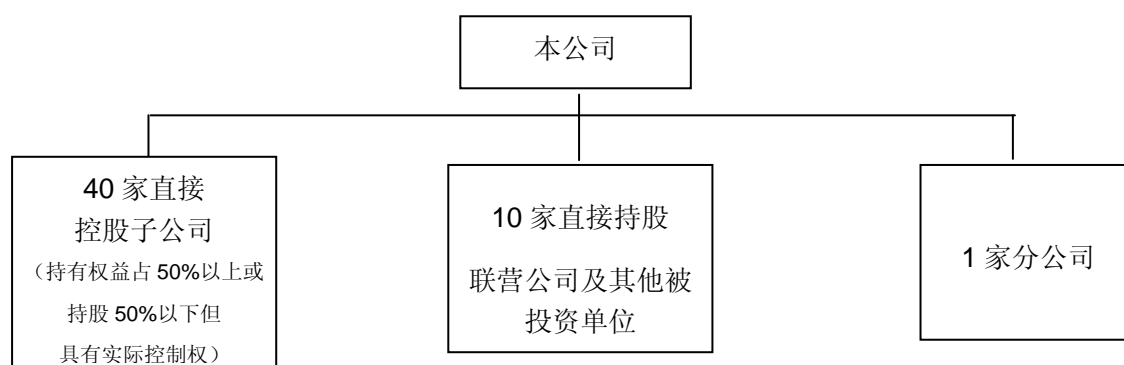 本公司
40 家直接
控股子公司
（持有权益占 50%以上或
持股 50%以下但
具有实际控制权）
10 家直接持股
联营公司及其他被
投资单位
1 家分公司